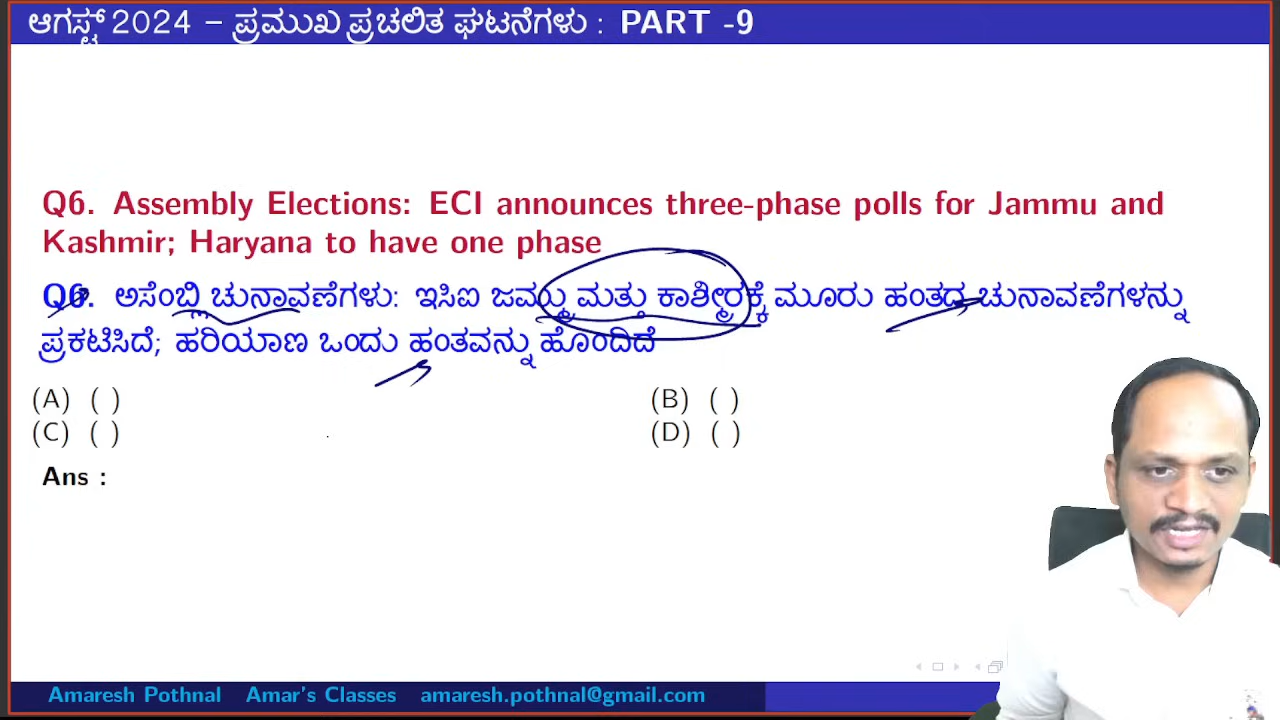 ಆಗಸ್ಟ್ 2024 – ಪ್ರಮುಖ ಪ್ರಚಲಿತ ಘಟನೆಗಳು : PART -9
Q6. Assembly Elections: ECI announces three-phase polls for Jammu and
Kashmir; Haryana to have one phase
Q6. ಅಸೆಂಬ್ಲಿ ಚುನಾವಣೆಗಳು: ಇಸಿಐ ಜಮ್ಮು ಮತ್ತು ಕಾಶ್ಮೀರಕ್ಕೆ ಮೂರು ಹಂತದ ಚುನಾವಣೆಗಳನ್ನು
ಪ್ರಕಟಿಸಿದೆ; ಹರಿಯಾಣ ಒಂದು ಹಂತವನ್ನು ಹೊಂದಿದೆ
(A) ( ) (B) ( )
(C) ( ) (D) ( )
Ans :
Amaresh Pothnal Amar's Classes amaresh.pothnal@gmail.com